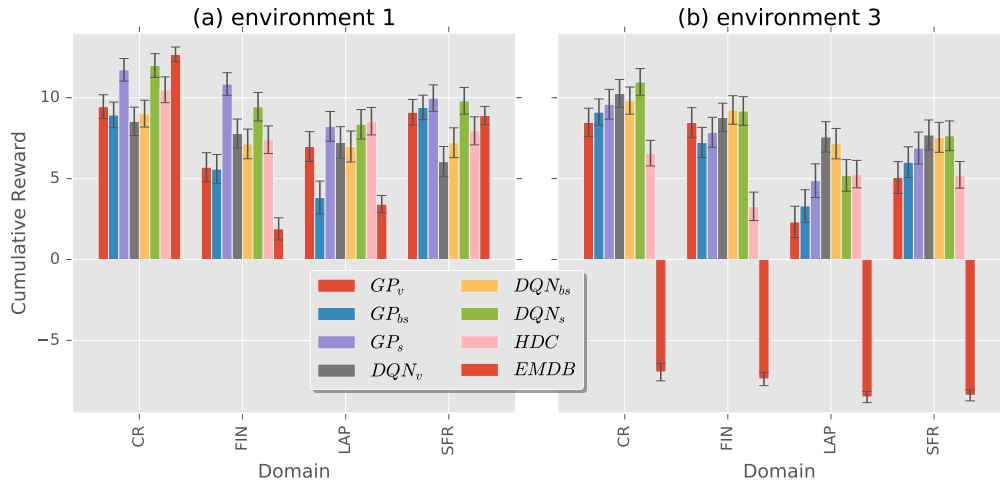 (a) environment 1
(b) environment 3
Cumulative Reward
10
5
0
−5
CR
FIN
LAP
SFR
CR
FIN
LAP
SFR
Domain
Domain
GP_v
GP_bs
GP_s
DQN_v
DQN_bs
DQN_s
HDC
EMDB